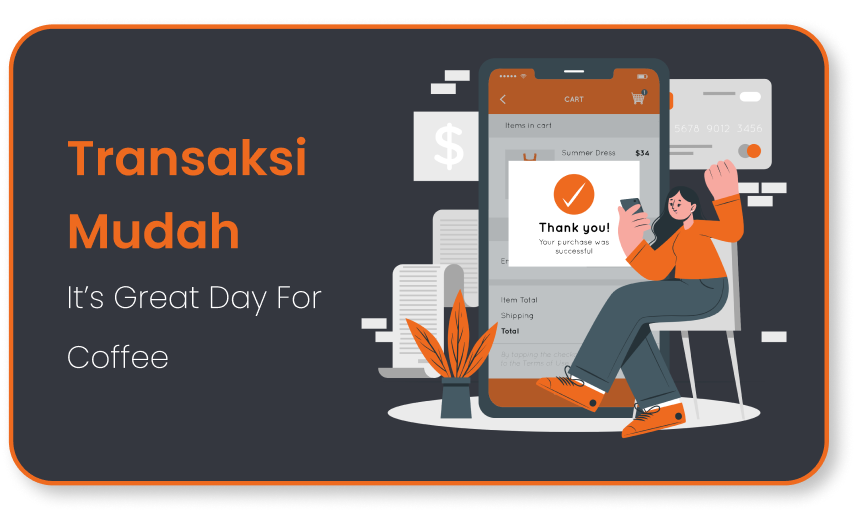 Transaksi
Mudah
It's Great Day For
Coffee
$
CART
1
Items in cart
Summer Dress $34
Thank you!
Your purchase was
successful
Item Total
Shipping
Total
5678 9012 3456